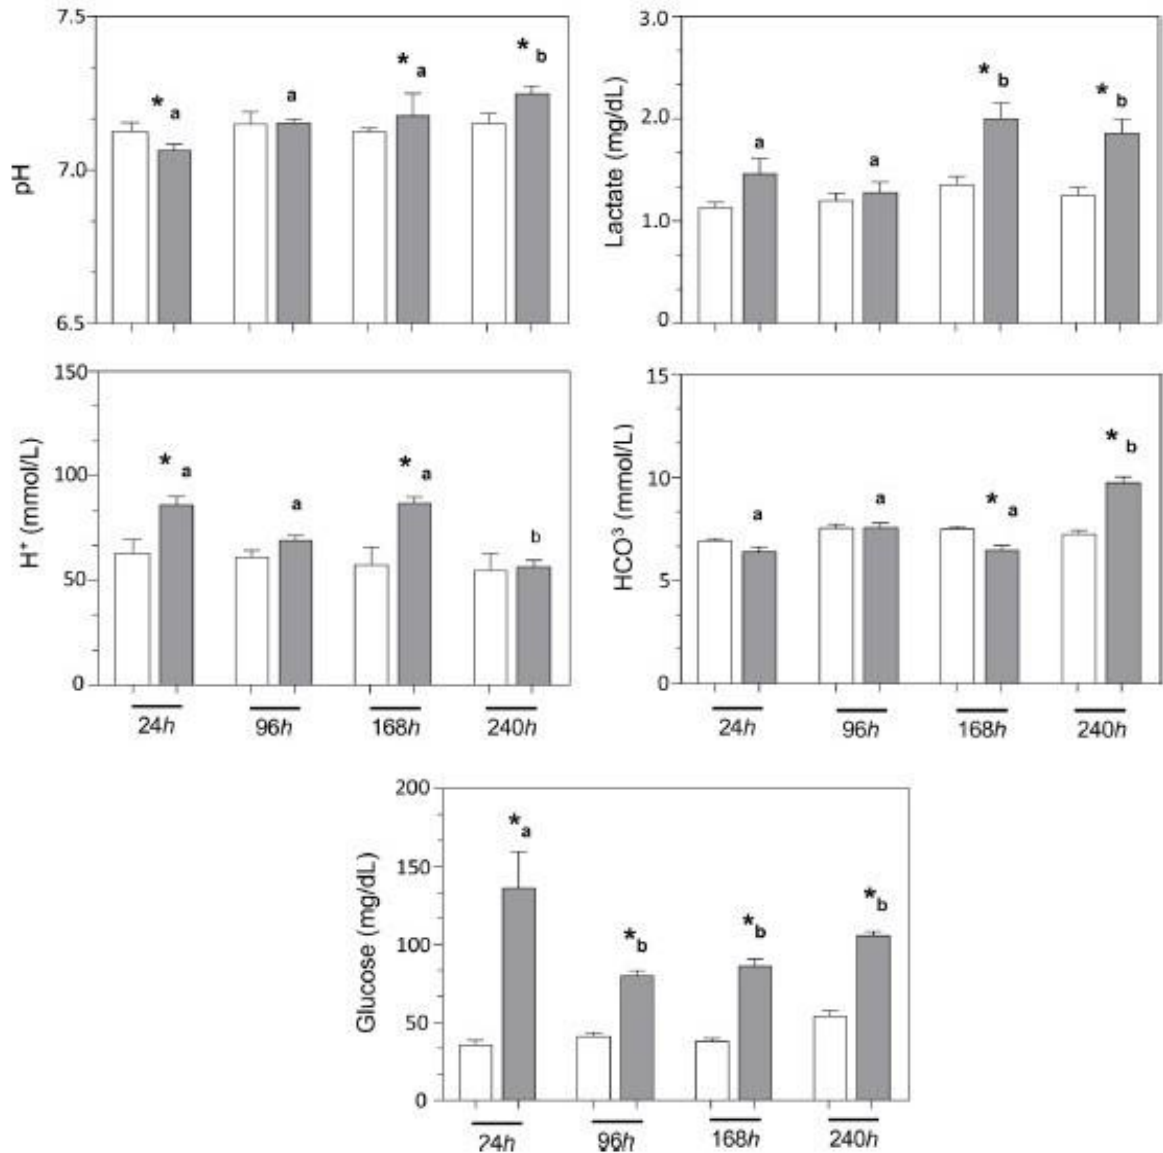 7.5
* a
a
* a
* b
7.0
pH
6.5
3.0
* b
* b
2.0
a
a
1.0
0
Lactate (mg/dL)
150
* a
* a
100
a
b
50
0
H⁺ (mmol/L)
24h 96h 168h 240h
15
* b
10
a
a
* a
5
0
HCO³ (mmol/L)
24h 96h 168h 240h
200
*a
150
*b
*b
*b
100
50
0
Glucose (mg/dL)
24h 96h 168h 240h